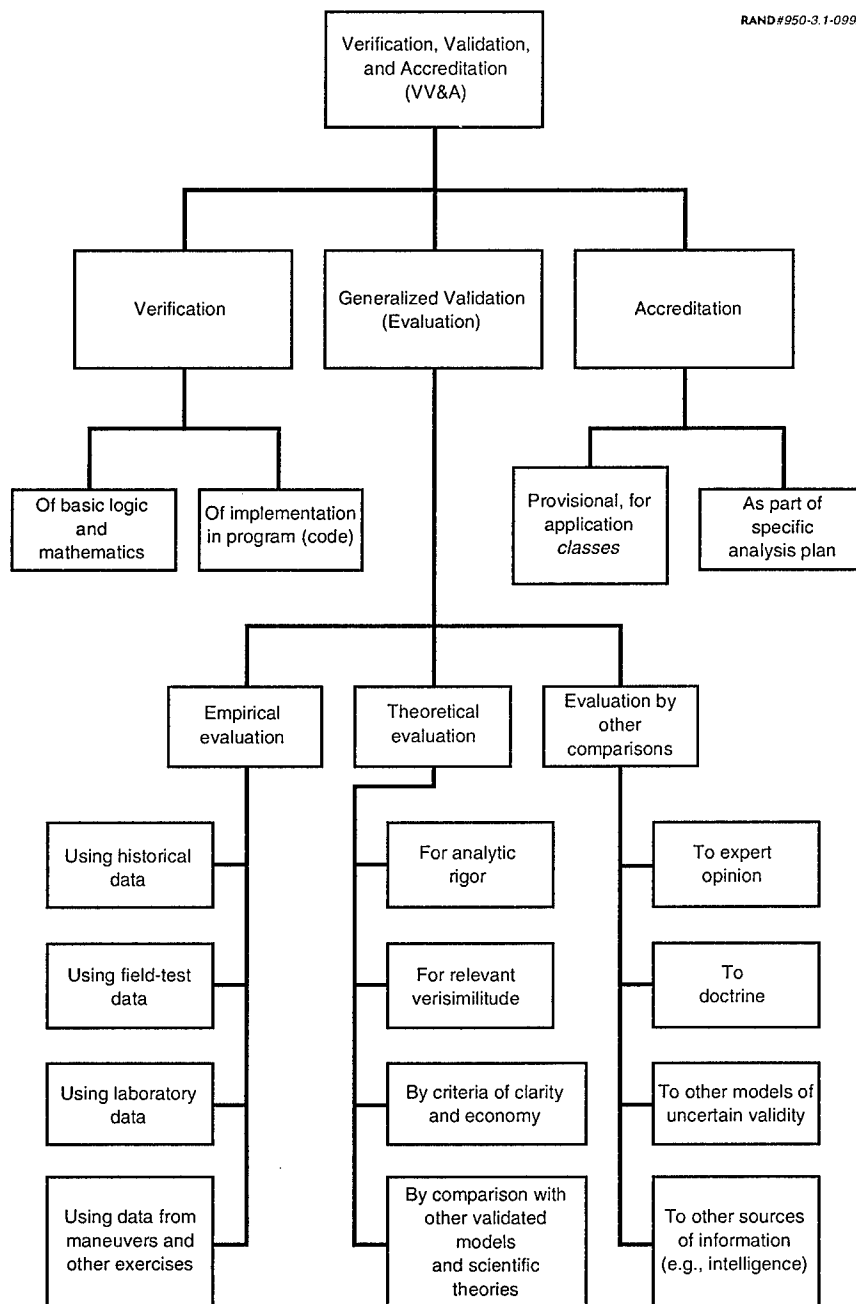 RAND#950-3.1-099
Verification, Validation,
and Accreditation
(VV&A)
Verification
Generalized Validation
(Evaluation)
Accreditation
Of basic logic
and
mathematics
Of implementation
in program (code)
Provisional, for
application
classes
As part of
specific
analysis plan
Empirical
evaluation
Theoretical
evaluation
Evaluation by
other
comparisons
Using historical
data
For analytic
rigor
To expert
opinion
Using field-test
data
For relevant
verisimilitude
To
doctrine
Using laboratory
data
By criteria of clarity
and economy
To other models of
uncertain validity
Using data from
maneuvers and
other exercises
By comparison with
other validated
models
and scientific
theories
To other sources
of information
(e.g., intelligence)